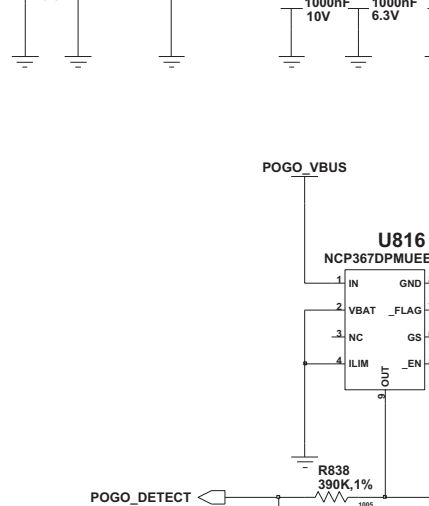 1000nF 1000nF
10V 6.3V
POGO_VBUS
U816
NCP367DPMUEE
1 IN GND
2 VBAT _FLAG
3 NC GS
4 ILIM _EN
OUT
9
R838
390K,1%
POGO_DETECT
1005